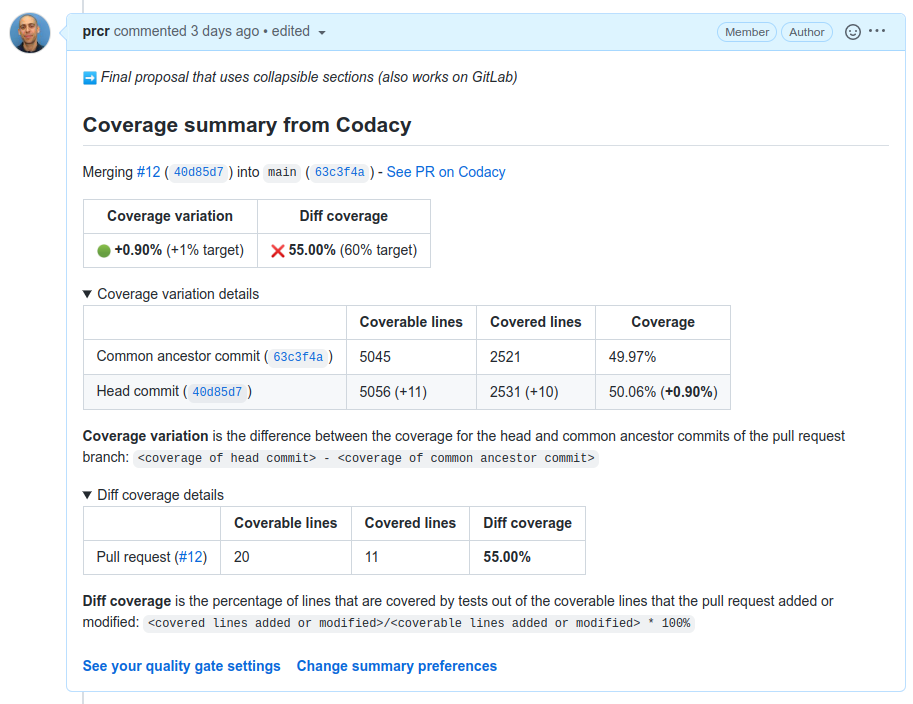 prcr commented 3 days ago • edited
Member Author
Final proposal that uses collapsible sections (also works on GitLab)
Coverage summary from Codacy
Merging #12 ( 40d85d7 ) into main ( 63c3f4a ) - See PR on Codacy
Coverage variation Diff coverage
+0.90% (+1% target) 55.00% (60% target)
Coverage variation details
Coverable lines Covered lines Coverage
Common ancestor commit ( 63c3f4a ) 5045 2521 49.97%
Head commit ( 40d85d7 ) 5056 (+11) 2531 (+10) 50.06% (+0.90%)
Coverage variation is the difference between the coverage for the head and common ancestor commits of the pull request
branch: <coverage of head commit> - <coverage of common ancestor commit>
Diff coverage details
Coverable lines Covered lines Diff coverage
Pull request (#12) 20 11 55.00%
Diff coverage is the percentage of lines that are covered by tests out of the coverable lines that the pull request added or
modified: <covered lines added or modified>/<coverable lines added or modified> * 100%
See your quality gate settings Change summary preferences